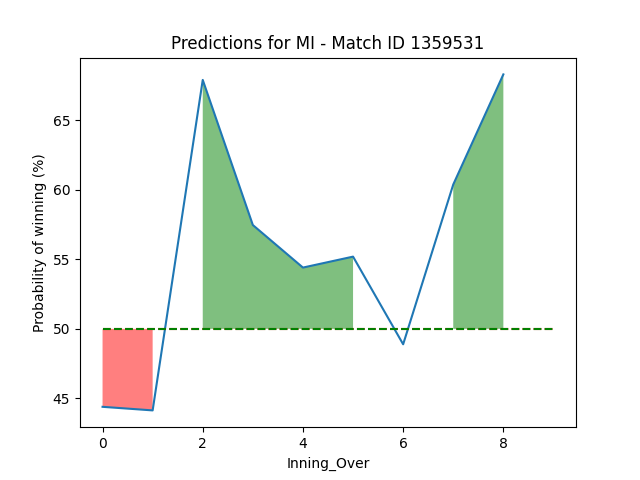 Predictions for MI - Match ID 1359531
Probability of winning (%)
65
60
55
50
45
0 2 4 6 8
Inning_Over